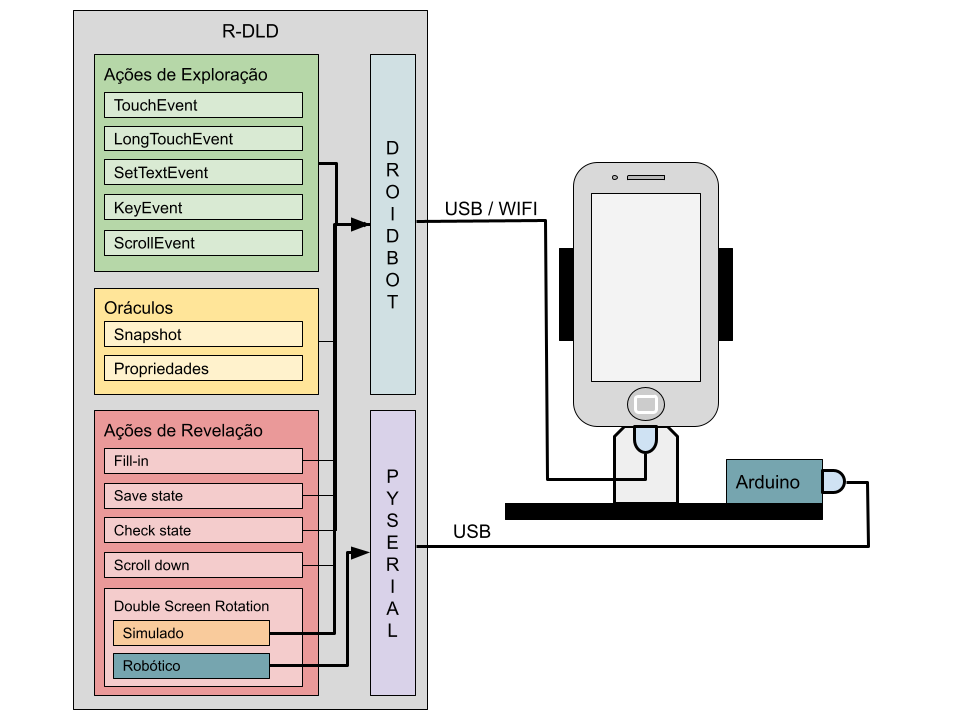 R-DLD
Ações de Exploração
TouchEvent
LongTouchEvent
SetTextEvent
KeyEvent
ScrollEvent
Oráculos
Snapshot
Propriedades
Ações de Revelação
Fill-in
Save state
Check state
Scroll down
Double Screen Rotation
Simulado
Robótico
DROIDBOT
PYSERIAL
USB / WIFI
USB
Arduino